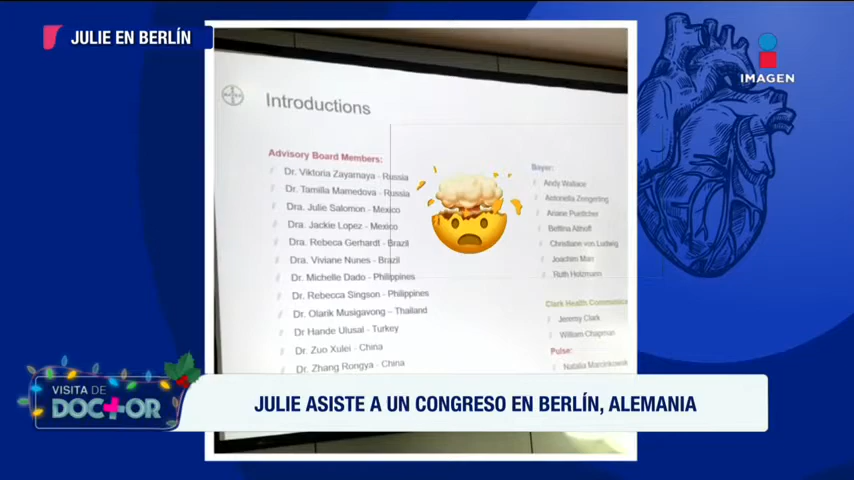 JULIE EN BERLÍN
IMAGEN
BAYER
Introductions
Advisory Board Members:
Dr. Viktoria Zayarnaya - Russia
Dr. Tamilla Mamedova - Russia
Dra. Julie Salomon - Mexico
Dra. Jackie Lopez - Mexico
Dra. Rebeca Gerhardt - Brazil
Dra. Viviane Nunes - Brazil
Dr. Michelle Dado - Philippines
Dr. Rebecca Singson - Philippines
Dr. Olarik Musigavong – Thailand
Dr Hande Ulusal - Turkey
Dr. Zuo Xulei - China
Dr. Zhang Rongya - China
Bayer:
Andy Wallace
Antonella Zengerling
Ariane
Bettina Althoff
Christiane von Ludwig
Joachim Marr
Ruth Holzmann
Clark Health
Jeremy Clark
William Chapman
Pulse:
Natalia
VISITA DE
DOCTOR
JULIE ASISTE A UN CONGRESO EN BERLÍN, ALEMANIA